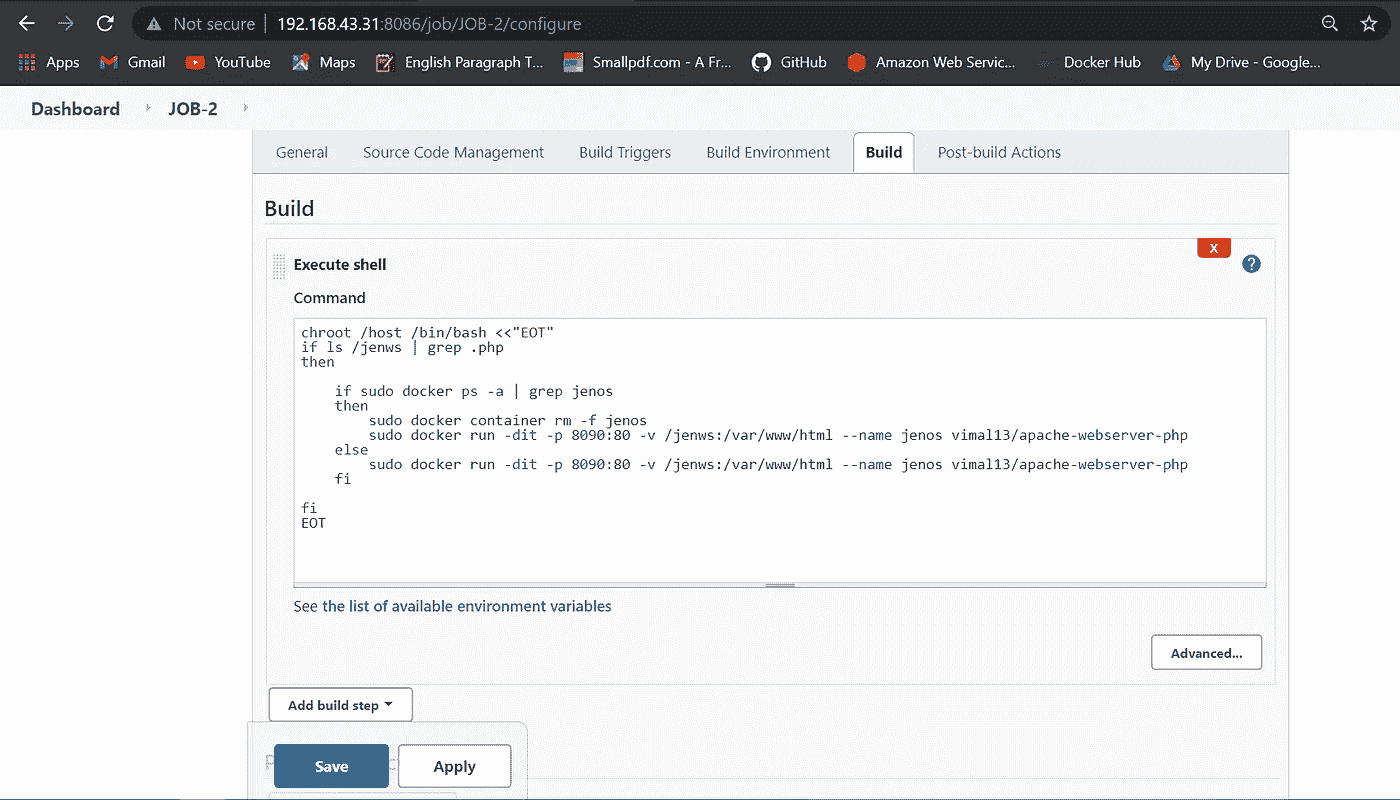 Not secure | 192.168.43.31:8086/job/JOB-2/configure
Apps Gmail YouTube Maps English Paragraph T... Smallpdf.com - A Fr... GitHub Amazon Web Servic... Docker Hub My Drive - Google...
Dashboard JOB-2
General Source Code Management Build Triggers Build Environment Build Post-build Actions
Build
X
Execute shell ?
Command
chroot /host /bin/bash <<"EOT"
if ls /jenws | grep .php
then
if sudo docker ps -a | grep jenos
then
sudo docker container rm -f jenos
sudo docker run -dit -p 8090:80 -v /jenws:/var/www/html --name jenos vimal13/apache-webserver-php
else
sudo docker run -dit -p 8090:80 -v /jenws:/var/www/html --name jenos vimal13/apache-webserver-php
fi
fi
EOT
See the list of available environment variables
Advanced...
Add build step
Save Apply